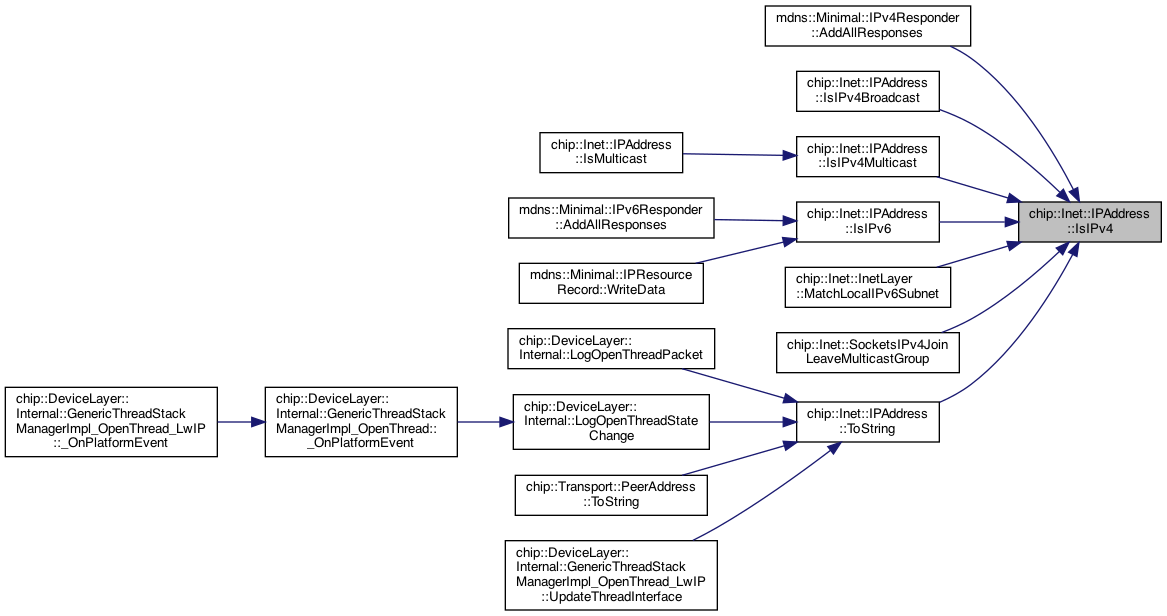 mdns::Minimal::IPv4Responder
::AddAllResponses
chip::Inet::IPAddress
::IsIPv4Broadcast
chip::Inet::IPAddress
::IsMulticast
chip::Inet::IPAddress
::IsIPv4Multicast
mdns::Minimal::IPv6Responder
::AddAllResponses
chip::Inet::IPAddress
::IsIPv6
chip::Inet::IPAddress
::IsIPv4
mdns::Minimal::IPResource
Record::WriteData
chip::Inet::InetLayer
::MatchLocalIPv6Subnet
chip::DeviceLayer::
Internal::LogOpenThreadPacket
chip::Inet::SocketsIPv4Join
LeaveMulticastGroup
chip::DeviceLayer::
Internal::GenericThreadStack
ManagerImpl_OpenThread_LwIP
::_OnPlatformEvent
chip::DeviceLayer::
Internal::GenericThreadStack
ManagerImpl_OpenThread::
_OnPlatformEvent
chip::DeviceLayer::
Internal::LogOpenThreadState
Change
chip::Inet::IPAddress
::ToString
chip::Transport::PeerAddress
::ToString
chip::DeviceLayer::
Internal::GenericThreadStack
ManagerImpl_OpenThread_LwIP
::UpdateThreadInterface